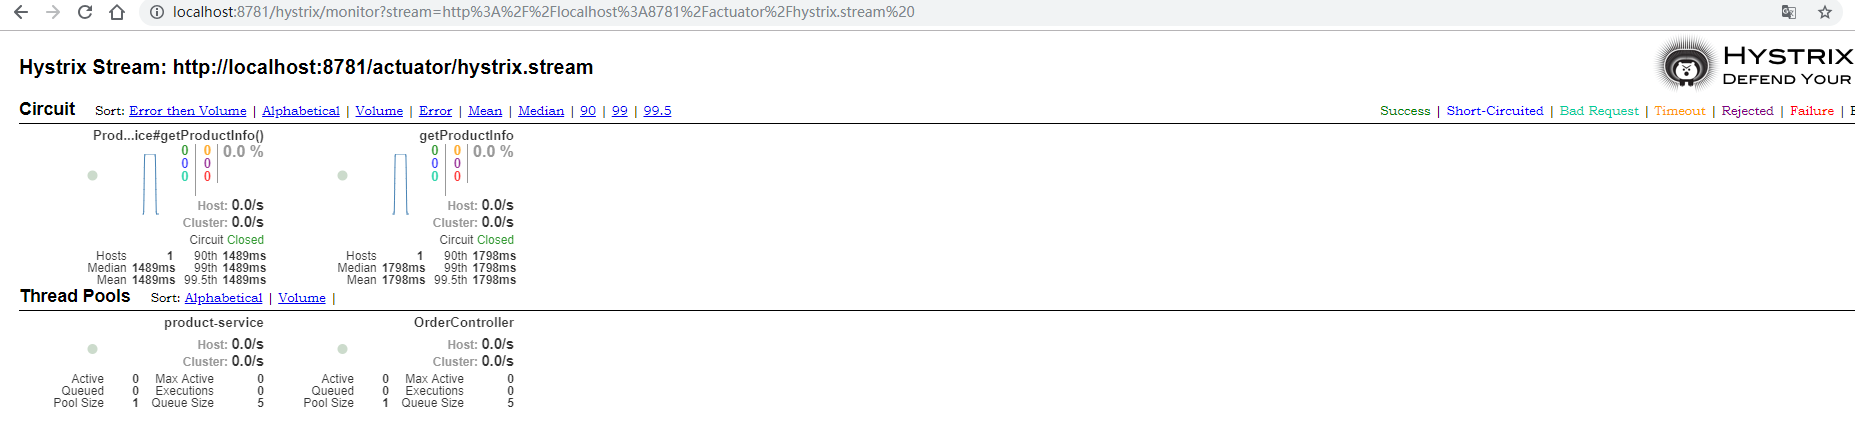 localhost:8781/hystrix/monitor?stream=http%3A%2F%2Flocalhost%3A8781%2Factuator%2Fhystrix.stream%20
HYSTRIX
DEFEND YOUR
Hystrix Stream: http://localhost:8781/actuator/hystrix.stream
Circuit Sort: Error then Volume | Alphabetical | Volume | Error | Mean | Median | 90 | 99 | 99.5 Success | Short-Circuited | Bad Request | Timeout | Rejected | Failure |
Prod...ice#getProductInfo() getProductInfo
0 0 0.0 % 0 0 0.0 %
0 0 0 0
0 0 0 0
Host: 0.0/s Host: 0.0/s
Cluster: 0.0/s Cluster: 0.0/s
Circuit Closed Circuit Closed
Hosts 1 90th 1489ms Hosts 1 90th 1798ms
Median 1489ms 99th 1489ms Median 1798ms 99th 1798ms
Mean 1489ms 99.5th 1489ms Mean 1798ms 99.5th 1798ms
Thread Pools Sort: Alphabetical | Volume |
product-service OrderController
Host: 0.0/s Host: 0.0/s
Cluster: 0.0/s Cluster: 0.0/s
Active 0 Max Active 0 Active 0 Max Active 0
Queued 0 Executions 0 Queued 0 Executions 0
Pool Size 1 Queue Size 5 Pool Size 1 Queue Size 5